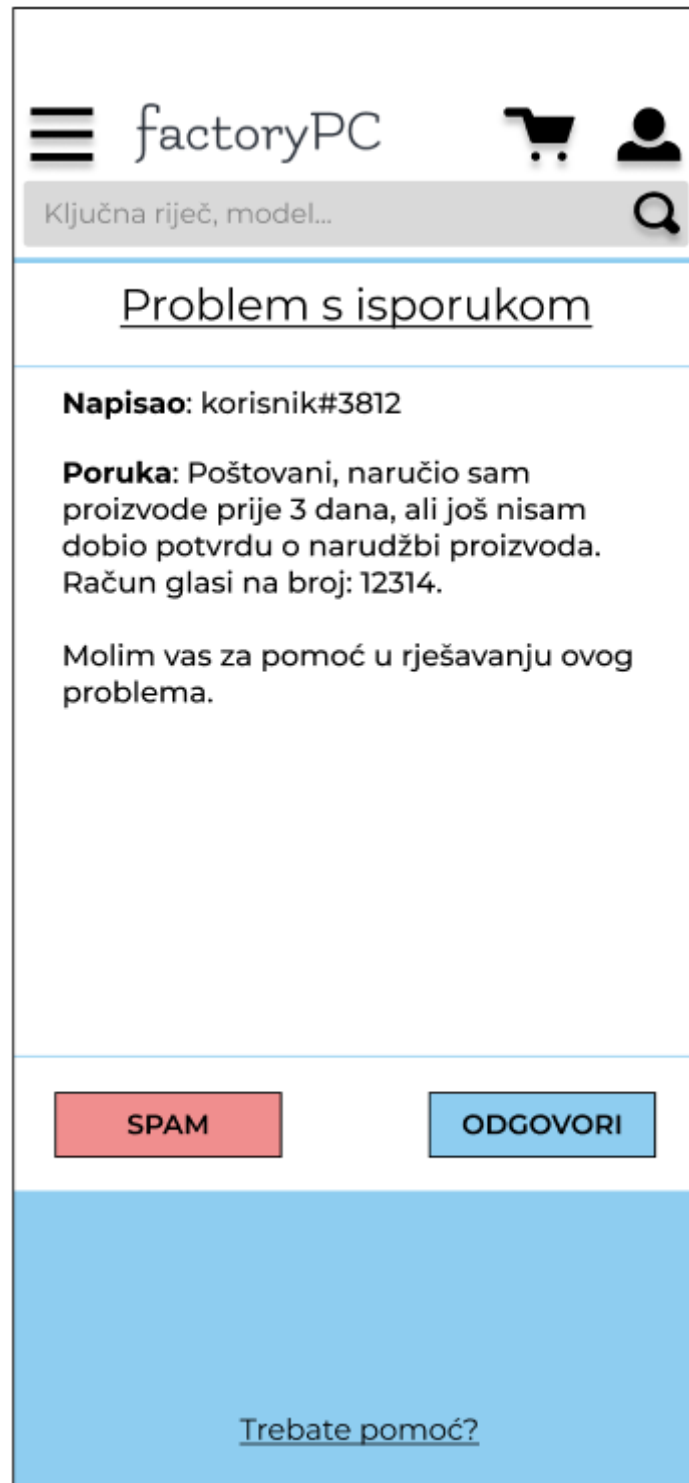 factoryPC
Ključna riječ, model...
Problem s isporukom
Napisao: korisnik#3812
Poruka: Poštovani, naručio sam
proizvode prije 3 dana, ali još nisam
dobio potvrdu o narudžbi proizvoda.
Račun glasi na broj: 12314.
Molim vas za pomoć u rješavanju ovog
problema.
SPAM
ODGOVORI
Trebate pomoć?